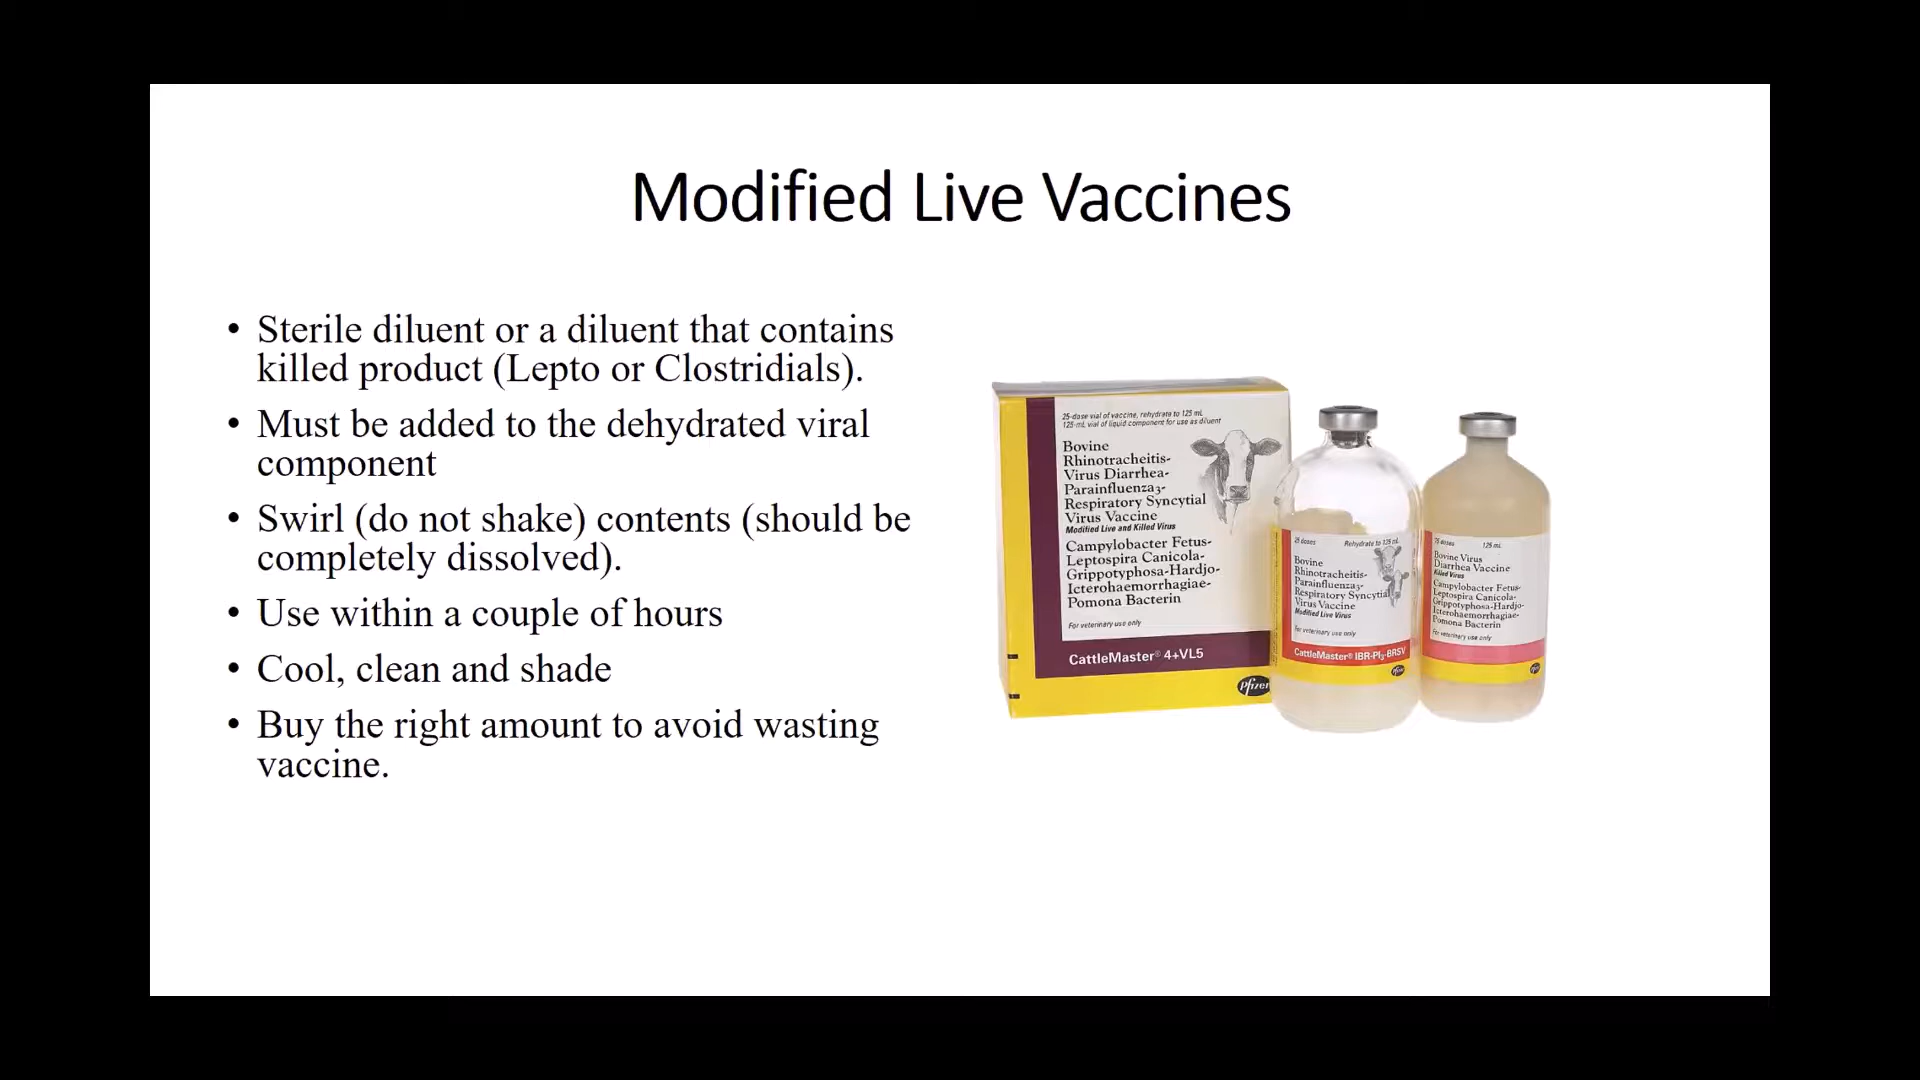 Modified Live Vaccines
• Sterile diluent or a diluent that contains
killed product (Lepto or Clostridials).
• Must be added to the dehydrated viral
component
• Swirl (do not shake) contents (should be
completely dissolved).
• Use within a couple of hours
• Cool, clean and shade
• Buy the right amount to avoid wasting
vaccine.
25-dose vial of vaccine, rehydrate to 125 mL
125-mL vial of liquid component for use as diluent
Bovine
Rhinotracheitis-
Virus Diarrhea-
Parainfluenza3-
Respiratory Syncytial
Virus Vaccine
Modified Live and Killed Virus
Campylobacter Fetus-
Leptospira Canicola-
Grippotyphosa-Hardjo-
Icterohaemorrhagiae-
Pomona Bacterin
For veterinary use only
CattleMaster® 4+VL5
Pfizer
25 doses Rehydrate to 125 mL
Bovine
Rhinotracheitis-
Parainfluenza3-
Respiratory Syncytial
Virus Vaccine
Modified Live Virus
For veterinary use only
CattleMaster® IBR-PI3-BRSV
Pfizer
25 doses 125 mL
Bovine Virus
Diarrhea Vaccine
Killed Virus
Campylobacter Fetus-
Leptospira Canicola-
Grippotyphosa-Hardjo-
Icterohaemorrhagiae-
Pomona Bacterin
For veterinary use only
Pfizer